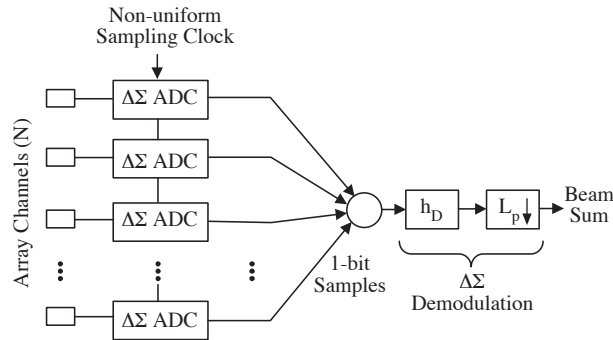 Non-uniform
Sampling Clock
Array Channels (N)
ΔΣ ADC
ΔΣ ADC
ΔΣ ADC
ΔΣ ADC
1-bit
Samples
h_D
L_p
Beam
Sum
ΔΣ
Demodulation